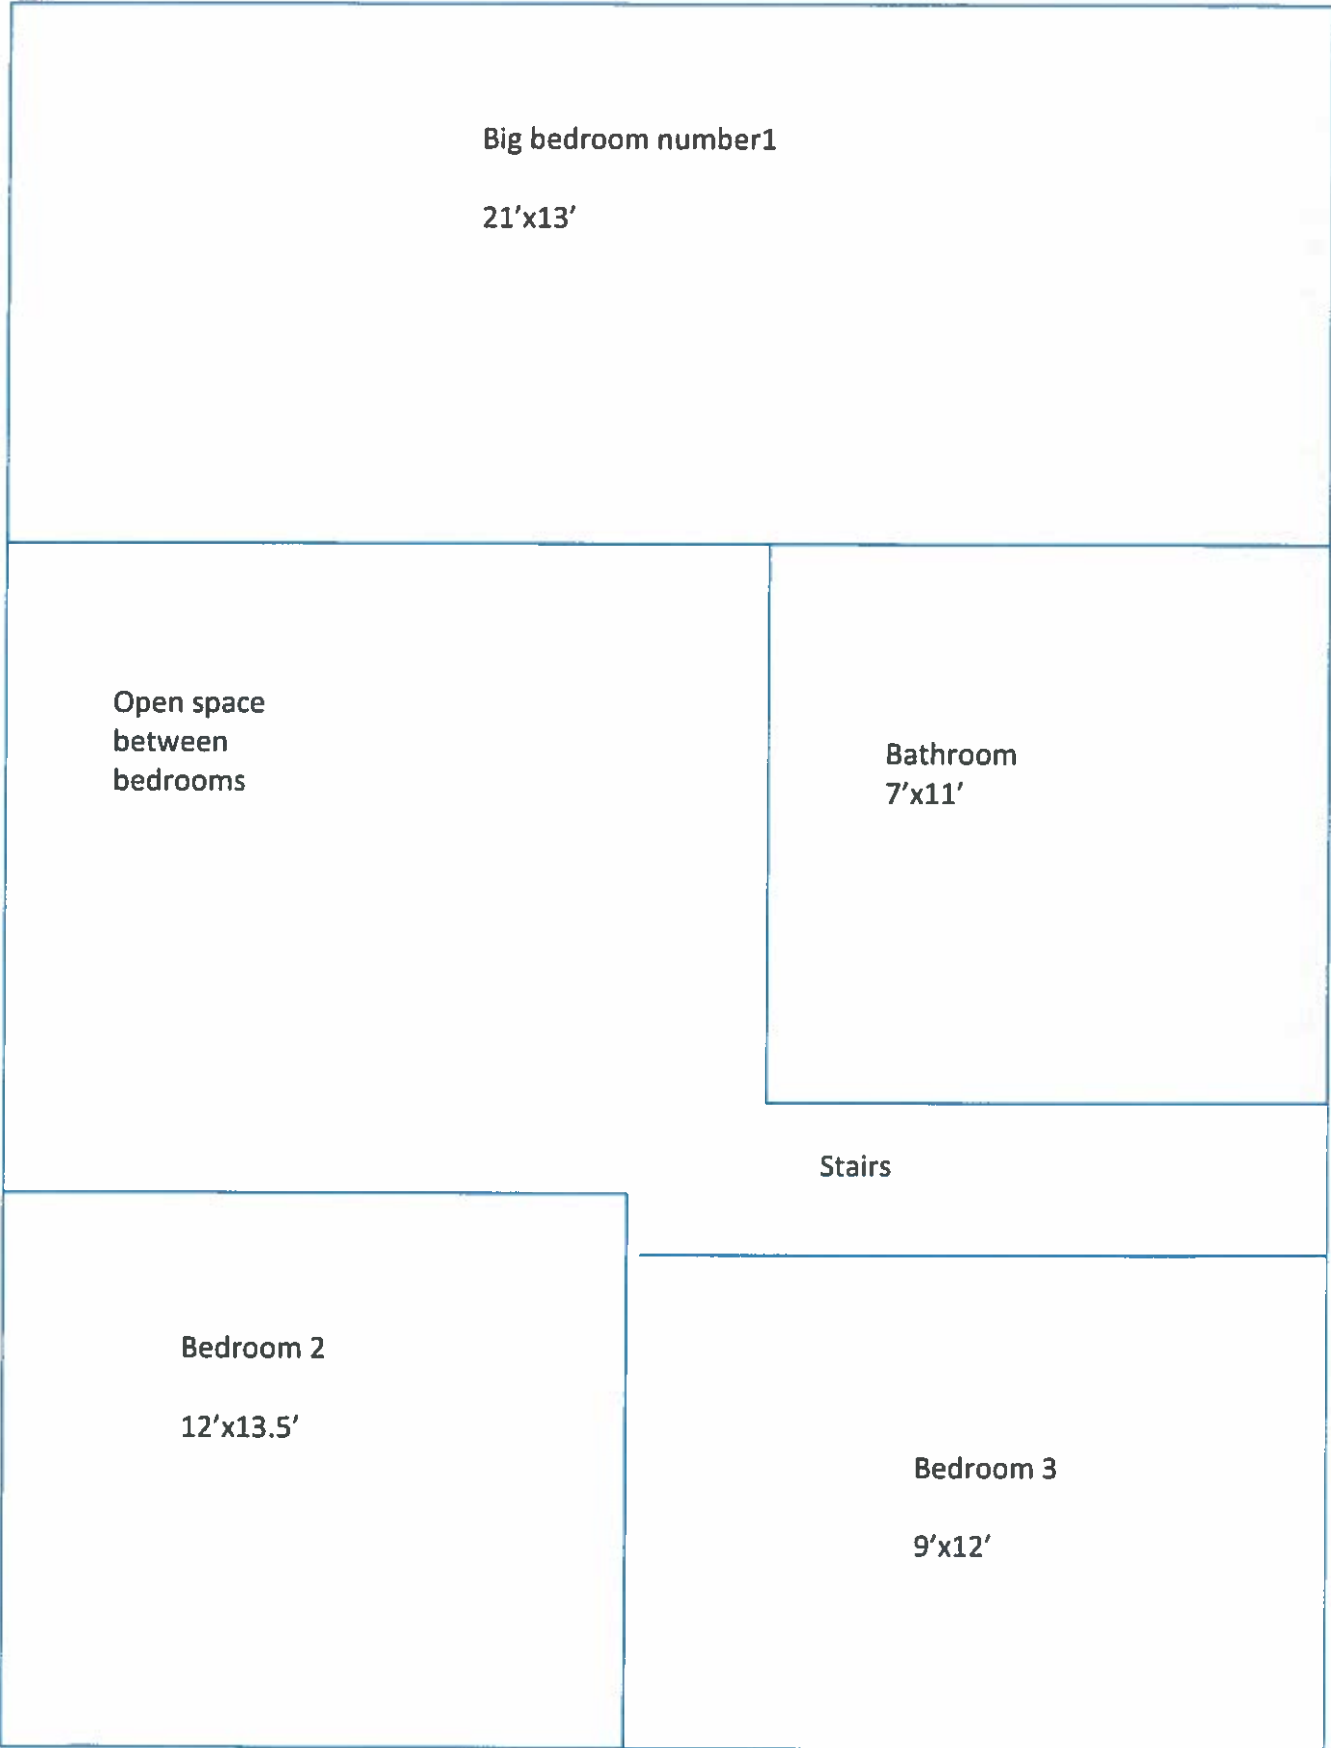 Big bedroom number1
21’x13’
Open space
between
bedrooms
Bathroom
7’x11’
Stairs
Bedroom 2
12’x13.5’
Bedroom 3
9’x12’